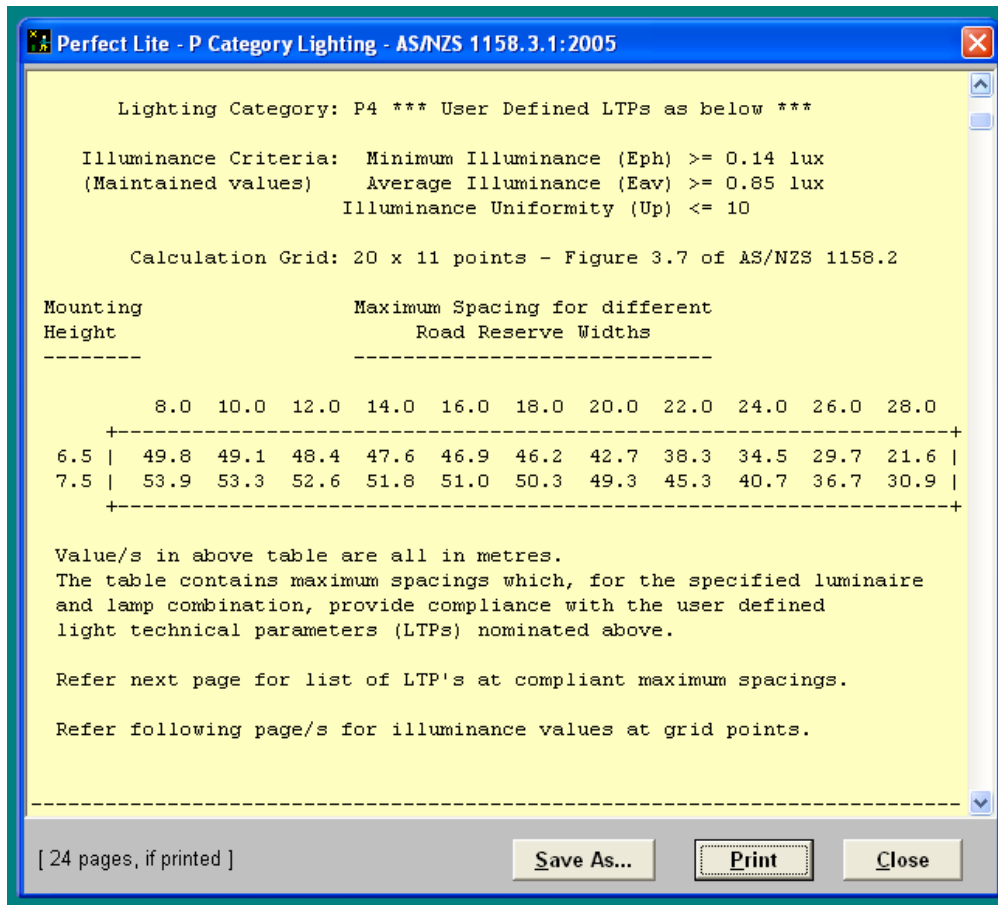 Perfect Lite - P Category Lighting - AS/NZS 1158.3.1:2005
Lighting Category: P4 *** User Defined LTPs as below ***
Illuminance Criteria: Minimum Illuminance (Eph) >= 0.14 lux
(Maintained values) Average Illuminance (Eav) >= 0.85 lux
Illuminance Uniformity (Up) <= 10
Calculation Grid: 20 x 11 points - Figure 3.7 of AS/NZS 1158.2
Mounting Maximum Spacing for different
Height Road Reserve Widths
-------- -----------------------------
8.0 10.0 12.0 14.0 16.0 18.0 20.0 22.0 24.0 26.0 28.0
+--------------------------------------------------------------------+
6.5 | 49.8 49.1 48.4 47.6 46.9 46.2 42.7 38.3 34.5 29.7 21.6 |
7.5 | 53.9 53.3 52.6 51.8 51.0 50.3 49.3 45.3 40.7 36.7 30.9 |
+--------------------------------------------------------------------+
Value/s in above table are all in metres.
The table contains maximum spacings which, for the specified luminaire
and lamp combination, provide compliance with the user defined
light technical parameters (LTPs) nominated above.
Refer next page for list of LTP's at compliant maximum spacings.
Refer following page/s for illuminance values at grid points.
----------------------------------------------------------------------------
[ 24 pages, if printed ] Save As... Print Close